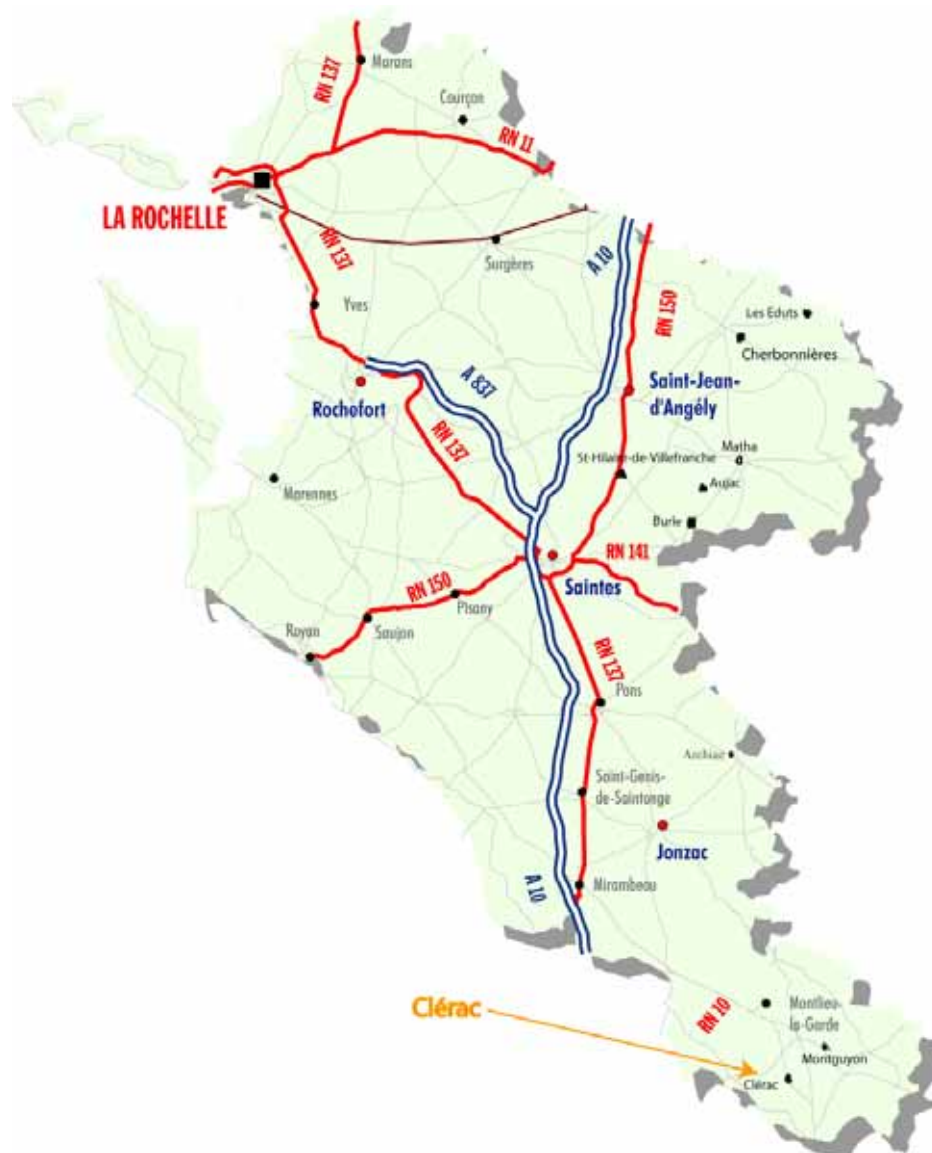 Marans
RN 137
Courçon
RN 11
LA ROCHELLE
RN 137
Surgères
A 10
Yves
RN 150
Les Eduts
Cherbonnières
A 837
Saint-Jean-
d'Angély
Rochefort
RN 137
Matha
St-Hilaire-de-Villefranche
Aujac
Marennes
Burie
RN 141
Saintes
RN 150
Pisany
Saujon
Royan
RN 137
Pons
Archiac
Saint-Genis-
de-Saintonge
Jonzac
A 10
Mirambeau
Clérac
RN 10
Montlieu-
la-Garde
Montguyon
Clérac